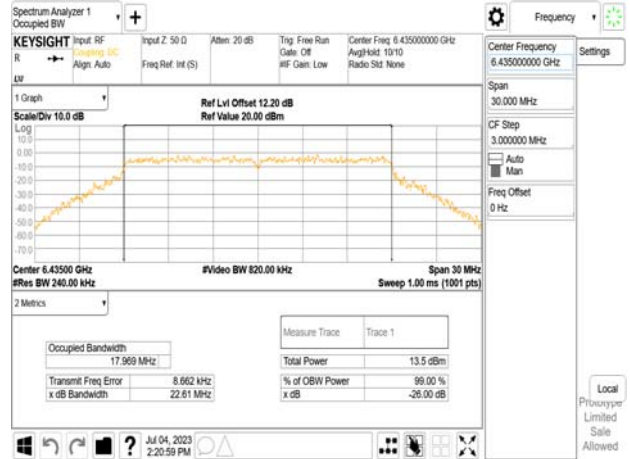 Spectrum Analyzer 1
Occupied BW
Frequency
KEYSIGHT
R
LXI
Input: RF
Coupling: DC
Align: Auto
Input Z: 50 Ω
Freq Ref: Int (S)
Atten: 20 dB
Trig: Free Run
Gate: Off
#IF Gain: Low
Center Freq: 6.435000000 GHz
Avg|Hold: 10/10
Radio Std: None
Center Frequency
6.435000000 GHz
Settings
Span
30.000 MHz
CF Step
3.000000 MHz
Auto
Man
Freq Offset
0 Hz
1 Graph
Scale/Div 10.0 dB
Ref Lvl Offset 12.20 dB
Ref Value 20.00 dBm
Log
10.0
0.00
-10.0
-20.0
-30.0
-40.0
-50.0
-60.0
-70.0
Center 6.43500 GHz
#Res BW 240.00 kHz
#Video BW 820.00 kHz
Span 30 MHz
Sweep 1.00 ms (1001 pts)
2 Metrics
Measure Trace Trace 1
Occupied Bandwidth
17.969 MHz
Total Power 13.5 dBm
Transmit Freq Error 8.662 kHz
% of OBW Power 99.00 %
x dB Bandwidth 22.61 MHz
x dB -26.00 dB
Local
Prototype
Limited
Sale
Allowed
Jul 04, 2023
2:20:59 PM